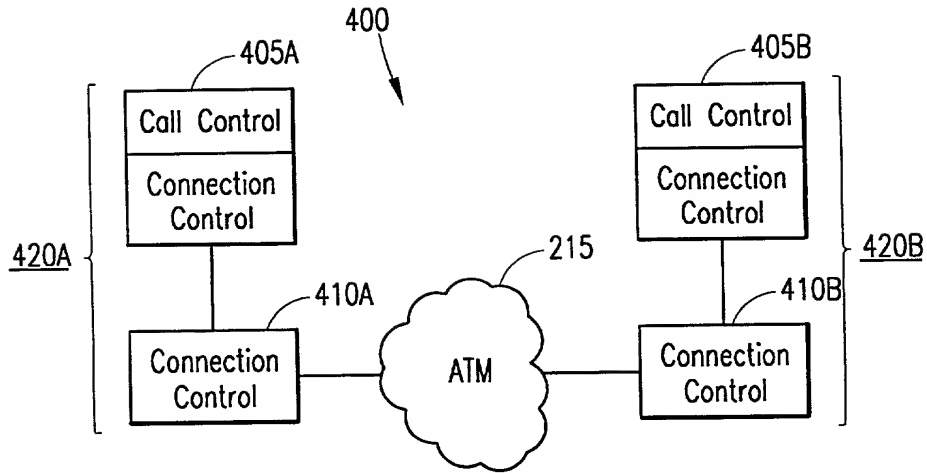 400
405A
405B
Call Control
Connection
Control
Call Control
Connection
Control
420A
420B
215
410A
410B
Connection
Control
ATM
Connection
Control